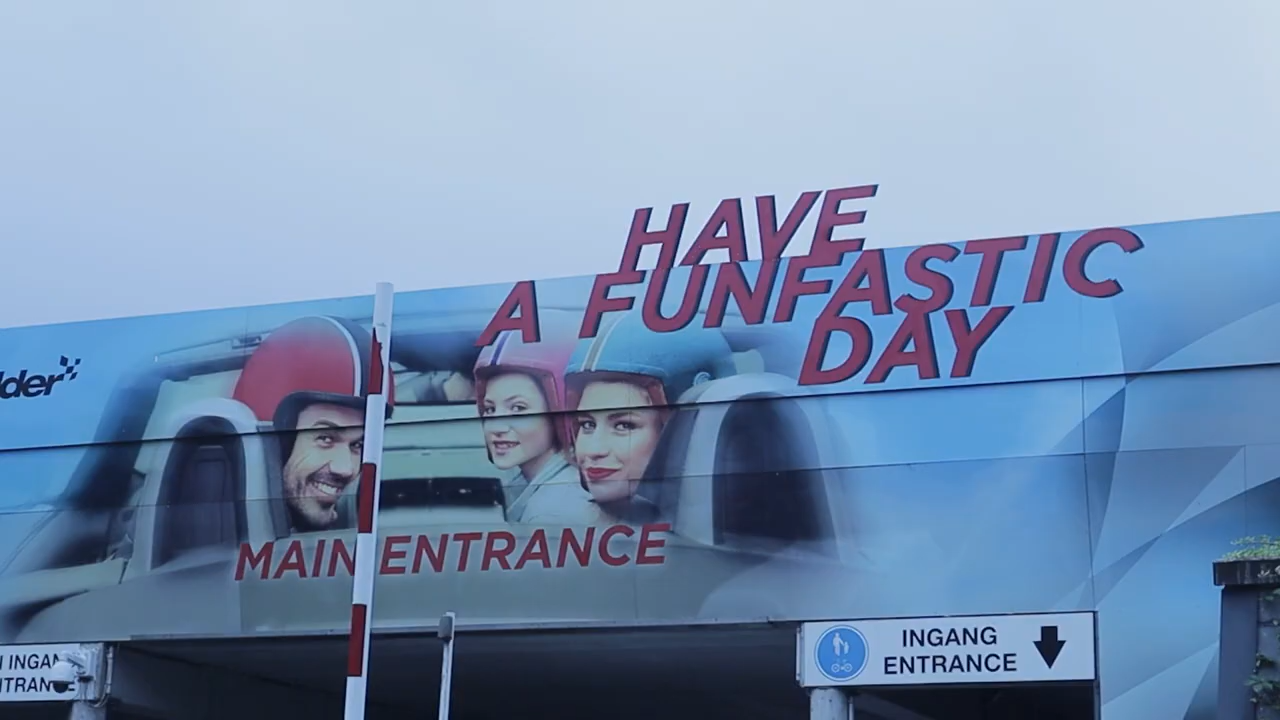 HAVE
A FUNFASTIC
DAY
MAIN ENTRANCE
INGANG
ENTRANCE